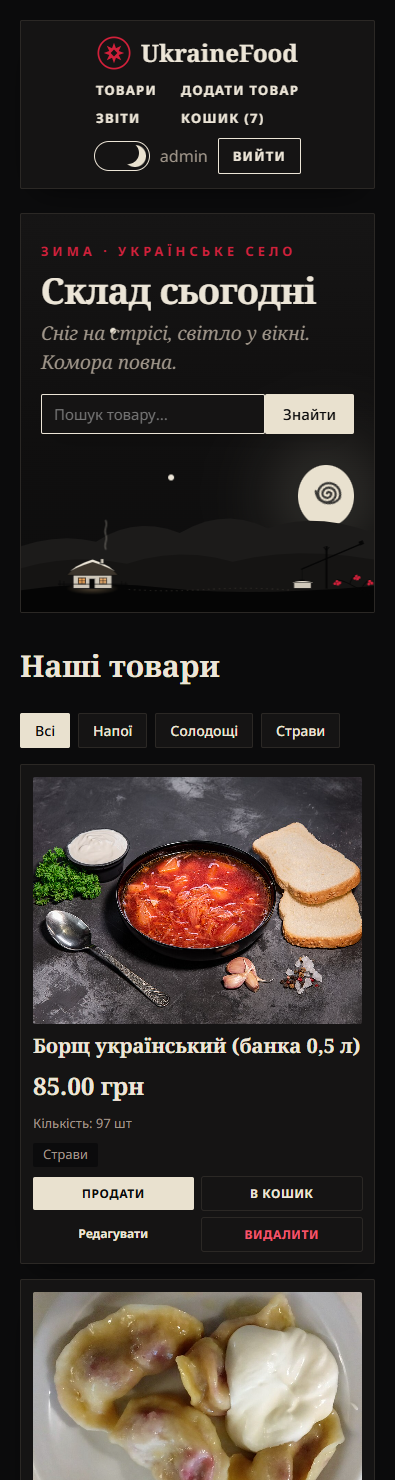 UkraineFood
ТОВАРИ ДОДАТИ ТОВАР
ЗВІТИ КОШИК (7)
admin ВИЙТИ
ЗИМА · УКРАЇНСЬКЕ СЕЛО
Склад сьогодні
Сніг на стрісі, світло у вікні.
Комора повна.
Пошук товару... Знайти
Наші товари
Всі Напої Солодощі Страви
Борщ український (банка 0,5 л)
85.00 грн
Кількість: 97 шт
Страви
ПРОДАТИ В КОШИК
Редагувати ВИДАЛИТИ